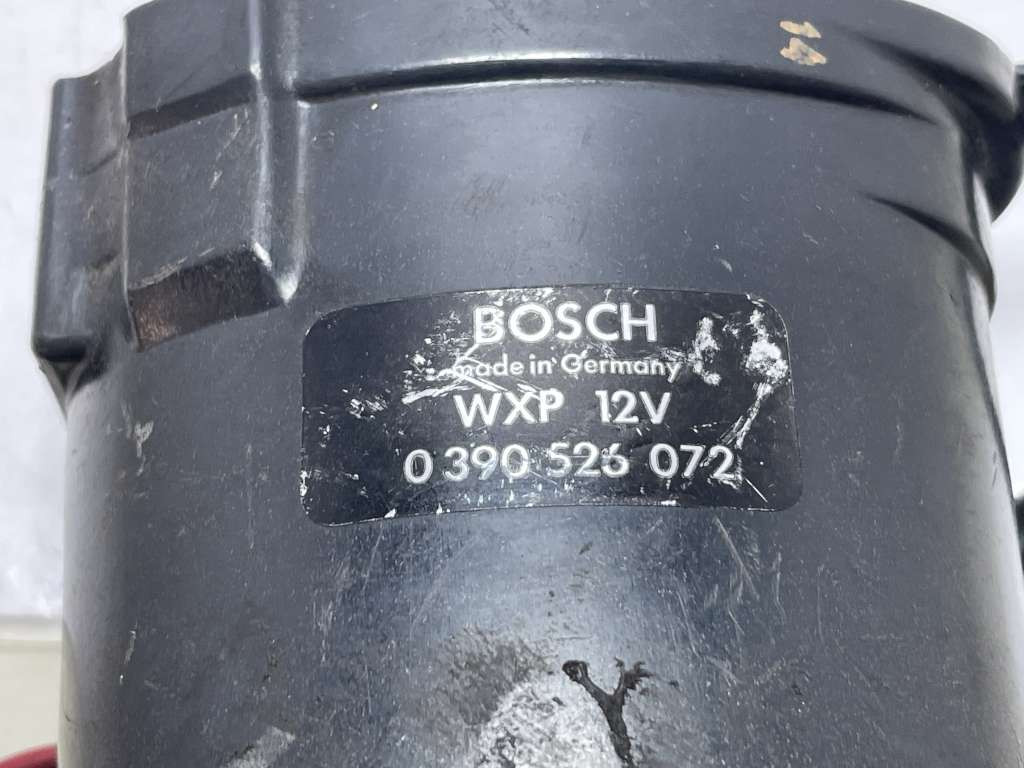 BOSCH
made in Germany
WXP 12V
0 390 526 072